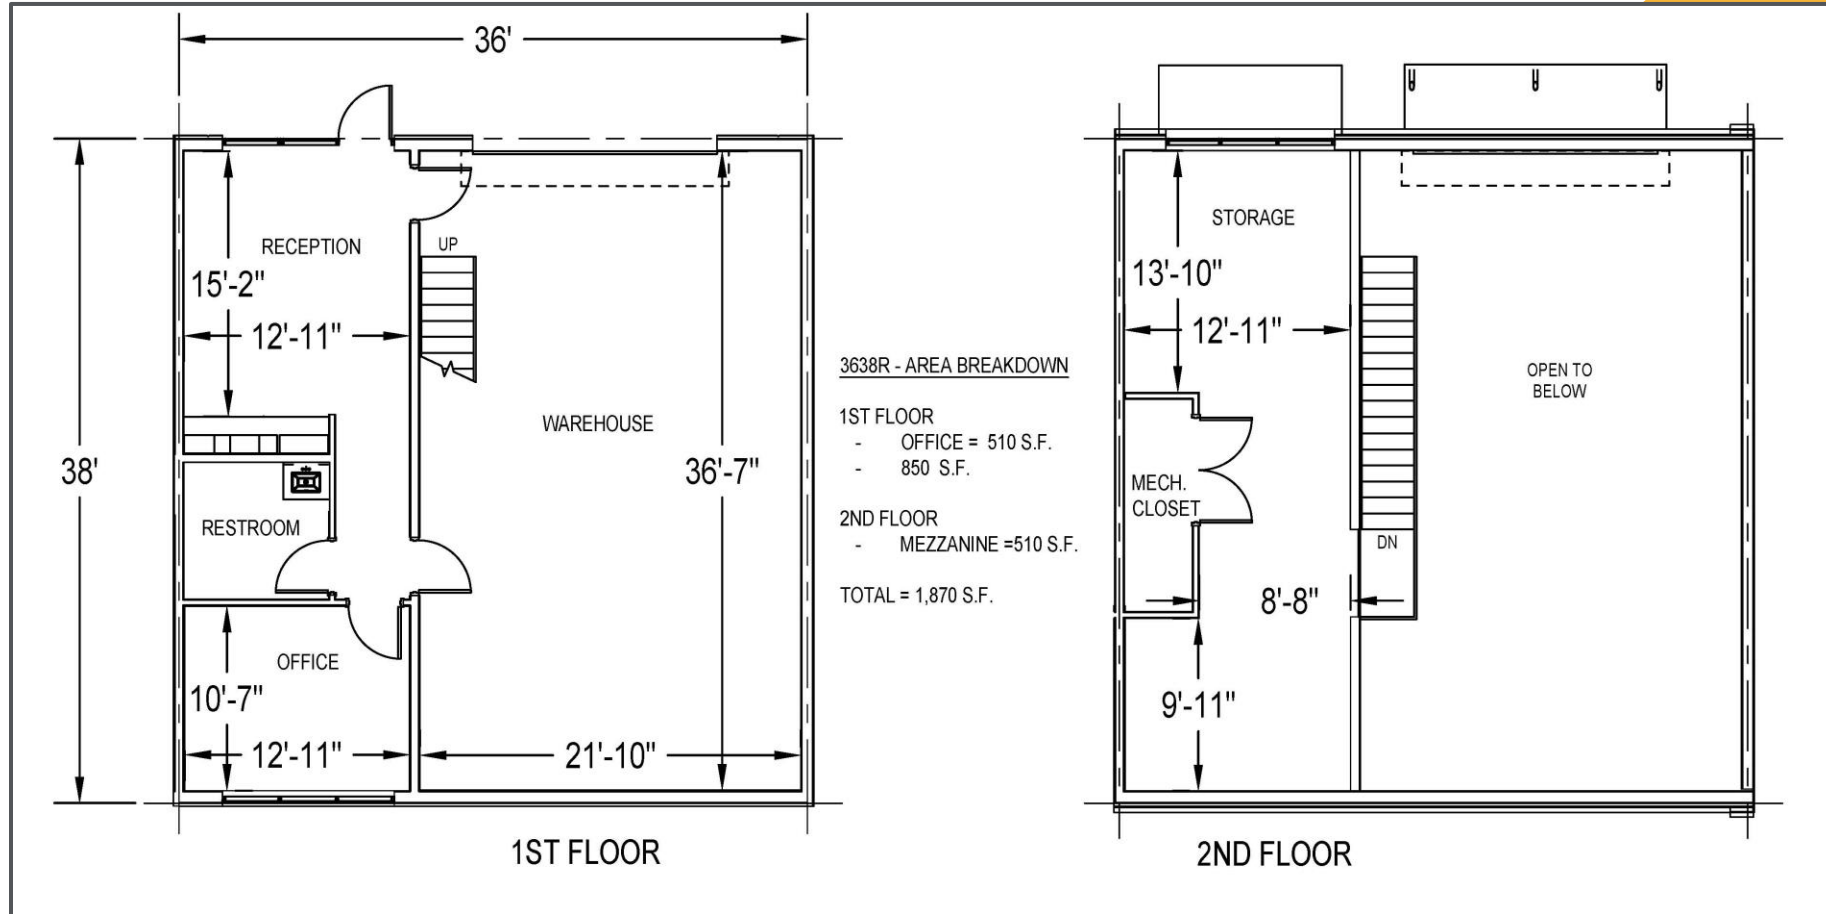 36'
RECEPTION
15'-2"
12'-11"
UP
WAREHOUSE
38'
36'-7"
RESTROOM
OFFICE
10'-7"
12'-11"
21'-10"
1ST FLOOR
3638R - AREA BREAKDOWN
1ST FLOOR
- OFFICE = 510 S.F.
- 850 S.F.
2ND FLOOR
- MEZZANINE =510 S.F.
TOTAL = 1,870 S.F.
STORAGE
13'-10"
12'-11"
OPEN TO
BELOW
MECH.
CLOSET
DN
8'-8"
9'-11"
2ND FLOOR